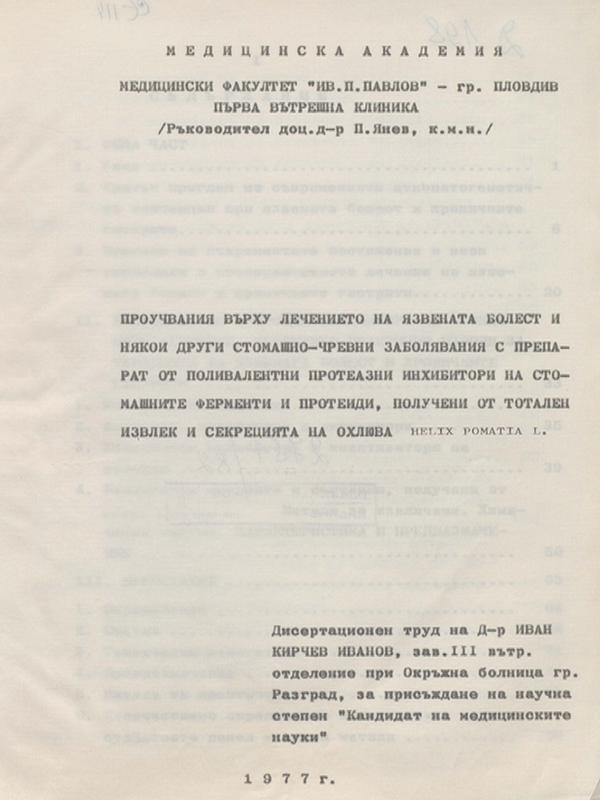 МЕДИЦИНСКА АКАДЕМИЯ
МЕДИЦИНСКИ ФАКУЛТЕТ "ИВ.П.ПАВЛОВ" – гр. ПЛОВДИВ
ПЪРВА ВЪТРЕШНА КЛИНИКА
/Ръководител доц.д-р П.Янев, к.м.н./
ПРОУЧВАНИЯ ВЪРХУ ЛЕЧЕНИЕТО НА ЯЗВЕНАТА БОЛЕСТ И
НЯКОИ ДРУГИ СТОМАШНО-ЧРЕВНИ ЗАБОЛЯВАНИЯ С ПРЕПА-
РАТ ОТ ПОЛИВАЛЕНТНИ ПРОТЕАЗНИ ИНХИБИТОРИ НА СТО-
МАШНИТЕ ФЕРМЕНТИ И ПРОТЕИДИ, ПОЛУЧЕНИ ОТ ТОТАЛЕН
ИЗВЛЕК И СЕКРЕЦИЯТА НА ОХЛЮВА HELIX POMATIA L.
Дисертационен труд на Д-р ИВАН
КИРЧЕВ ИВАНОВ, зав.III вътр.
отделение при Окръжна болница гр.
Разград, за присъждане на научна
степен "Кандидат на медицинските
науки"
1977г.